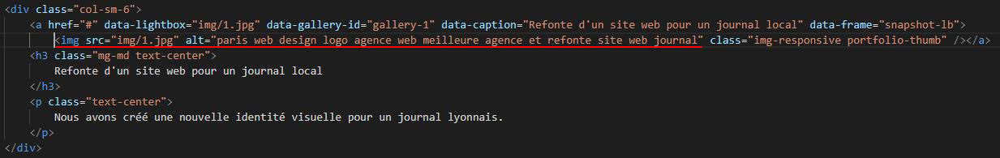 <div class="col-sm-6">
<a href="#" data-lightbox="img/1.jpg" data-gallery-id="gallery-1" data-caption="Refonte d'un site web pour un journal local" data-frame="snapshot-lb">
<img src="img/1.jpg" alt="paris web design logo agence web meilleure agence et refonte site web journal" class="img-responsive portfolio-thumb" /></a>
<h3 class="mg-md text-center">
Refonte d'un site web pour un journal local
</h3>
<p class="text-center">
Nous avons créé une nouvelle identité visuelle pour un journal lyonnais.
</p>
</div>